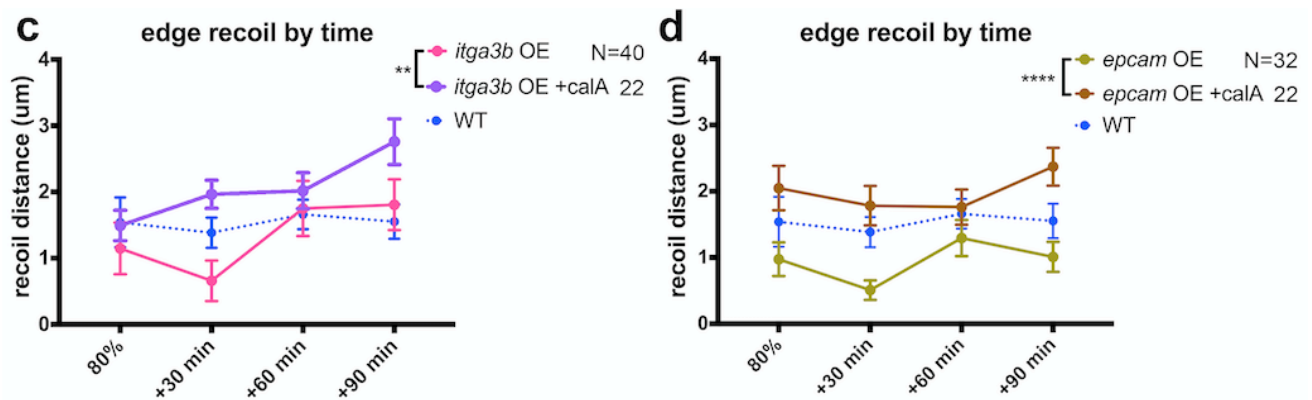 c
edge recoil by time
itga3b OE N=40
** itga3b OE +calA 22
WT
recoil distance (um)
4
3
2
1
0
80%
+30 min
+60 min
+90 min
d
edge recoil by time
epcam OE N=32
**** epcam OE +calA 22
WT
recoil distance (um)
4
3
2
1
0
80%
+30 min
+60 min
+90 min